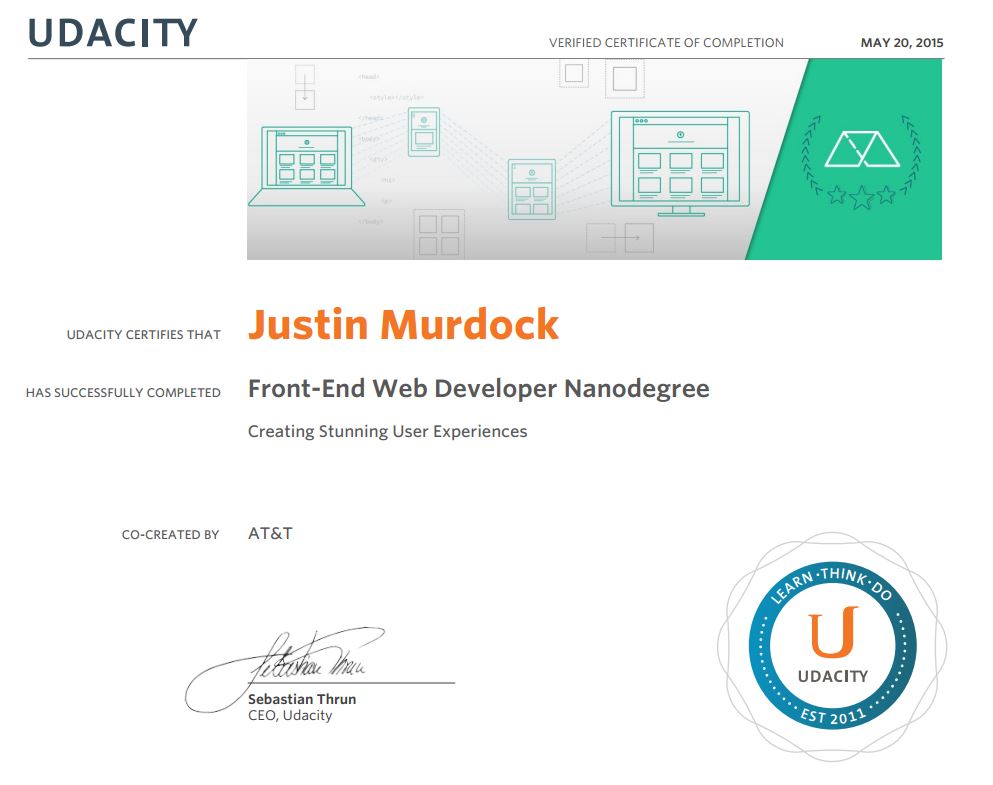 UDACITY
VERIFIED CERTIFICATE OF COMPLETION
MAY 20, 2015
<head>
<style></style>
</head>
<body>
<div>
<h1>
<p>
</body>
UDACITY CERTIFIES THAT
Justin Murdock
HAS SUCCESSFULLY COMPLETED
Front-End Web Developer Nanodegree
Creating Stunning User Experiences
CO-CREATED BY
AT&T
Sebastian Thrun
Sebastian Thrun
CEO, Udacity
LEARN·THINK·DO
U
UDACITY
EST 2011